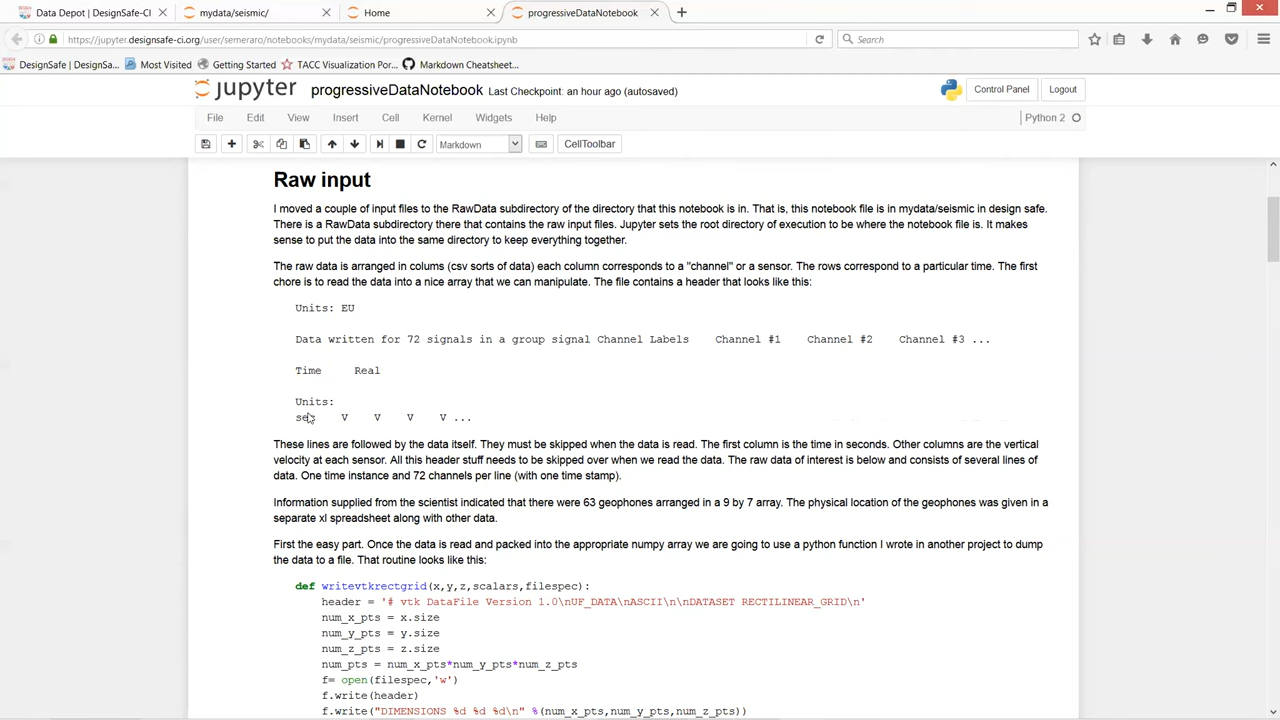 Data Depot | DesignSafe-CI
mydata/seismic/
Home
progressiveDataNotebook
https://jupyter.designsafe-ci.org/user/semeraro/notebooks/mydata/seismic/progressiveDataNotebook.ipynb
Search
DesignSafe | DesignSa...
Most Visited
Getting Started
TACC Visualization Por...
Markdown Cheatsheet...
jupyter progressiveDataNotebook Last Checkpoint: an hour ago (autosaved)
Control Panel
Logout
File Edit View Insert Cell Kernel Widgets Help
Python 2
Markdown
CellToolbar
Raw input
I moved a couple of input files to the RawData subdirectory of the directory that this notebook is in. That is, this notebook file is in mydata/seismic in design safe.
There is a RawData subdirectory there that contains the raw input files. Jupyter sets the root directory of execution to be where the notebook file is. It makes
sense to put the data into the same directory to keep everything together.
The raw data is arranged in colums (csv sorts of data) each column corresponds to a "channel" or a sensor. The rows correspond to a particular time. The first
chore is to read the data into a nice array that we can manipulate. The file contains a header that looks like this:
Units: EU
Data written for 72 signals in a group signal Channel Labels Channel #1 Channel #2 Channel #3 ...
Time Real
Units:
sec V V V V ...
These lines are followed by the data itself. They must be skipped when the data is read. The first column is the time in seconds. Other columns are the vertical
velocity at each sensor. All this header stuff needs to be skipped over when we read the data. The raw data of interest is below and consists of several lines of
data. One time instance and 72 channels per line (with one time stamp).
Information supplied from the scientist indicated that there were 63 geophones arranged in a 9 by 7 array. The physical location of the geophones was given in a
separate xl spreadsheet along with other data.
First the easy part. Once the data is read and packed into the appropriate numpy array we are going to use a python function I wrote in another project to dump
the data to a file. That routine looks like this:
def writevtkrectgrid(x,y,z,scalars,filespec):
header = '# vtk DataFile Version 1.0\nUF_DATA\nASCII\n\nDATASET RECTILINEAR_GRID\n'
num_x_pts = x.size
num_y_pts = y.size
num_z_pts = z.size
num_pts = num_x_pts*num_y_pts*num_z_pts
f= open(filespec,'w')
f.write(header)
f.write("DIMENSIONS %d %d %d\n" %(num_x_pts,num_y_pts,num_z_pts))